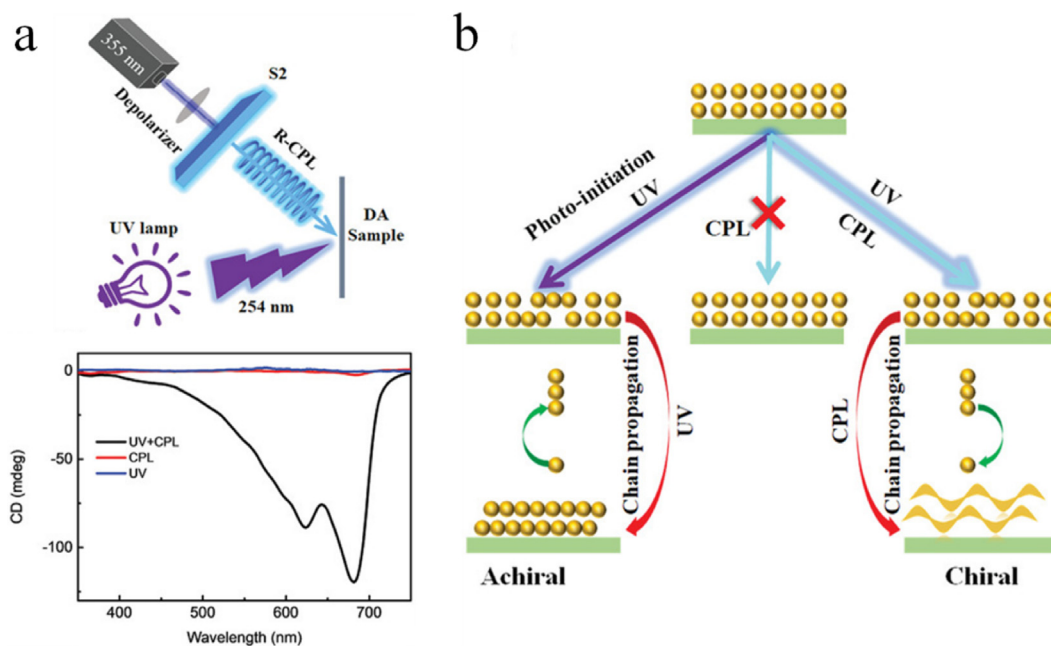 a
355 nm
Depolarizer
S2
R-CPL
DA
Sample
UV lamp
254 nm
0
-50
-100
CD (mdeg)
UV+CPL
CPL
UV
400
500
600
700
Wavelength (nm)
b
Photo-initiation
UV
CPL
UV
CPL
Chain propagation
UV
CPL
Chain propagation
Achiral
Chiral